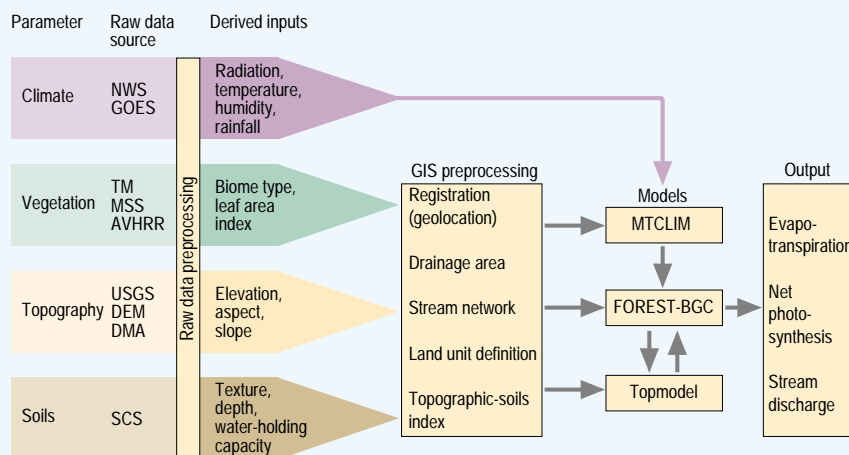 Parameter
Raw data
source
Derived inputs
Climate
NWS
GOES
Radiation,
temperature,
humidity,
rainfall
Vegetation
TM
MSS
AVHRR
Biome type,
leaf area
index
Topography
USGS
DEM
DMA
Elevation,
aspect,
slope
Soils
SCS
Texture,
depth,
water-holding
capacity
Raw data preprocessing
GIS preprocessing
Registration
(geolocation)
Drainage area
Stream network
Land unit definition
Topographic-soils
index
Models
MTCLIM
FOREST-BGC
Topmodel
Output
Evapo-
transpiration
Net
photo-
synthesis
Stream
discharge